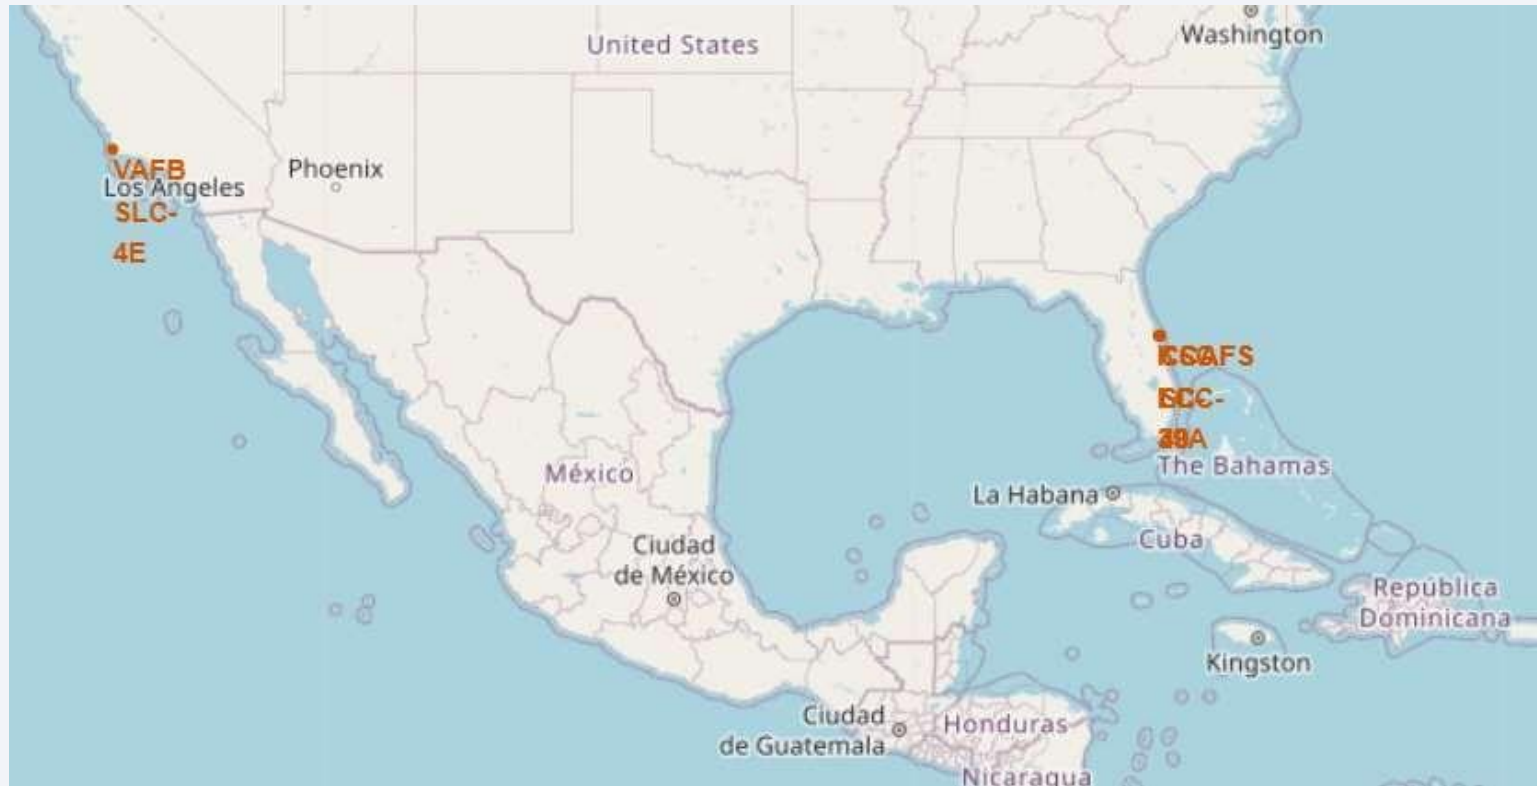 United States
Washington
Phoenix
VAFB
Los Angeles
SLC-
4E
México
The Bahamas
La Habana
Cuba
Ciudad
de México
República
Dominicana
Kingston
Ciudad
de Guatemala
Honduras
Nicaragua